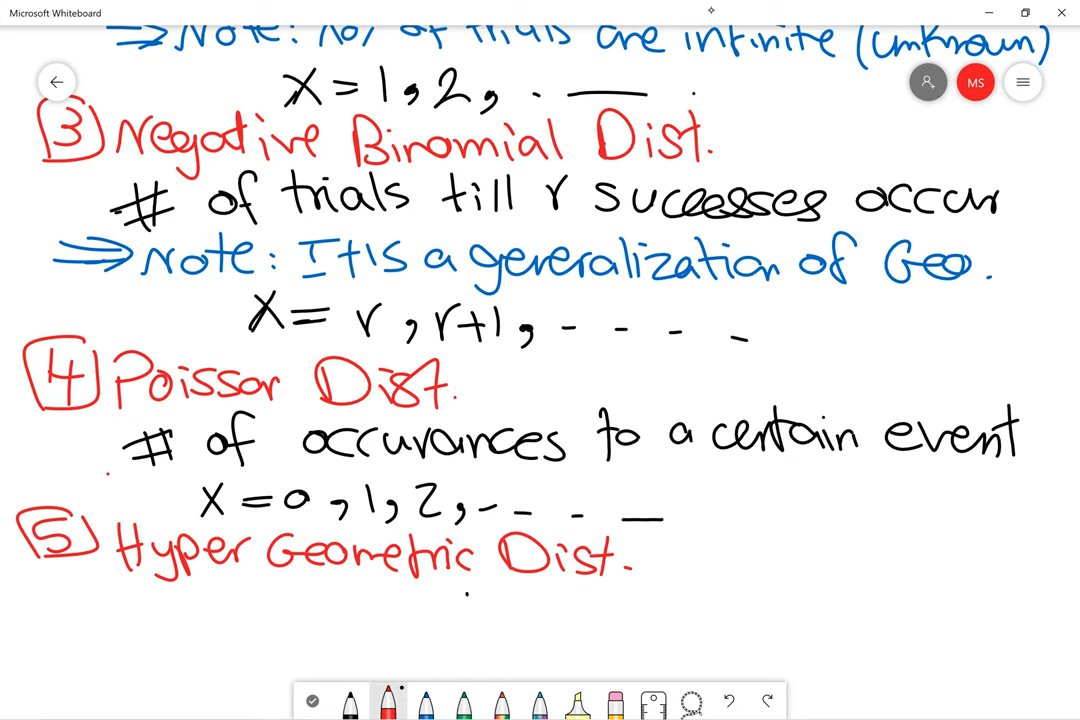 Microsoft Whiteboard
⇒ Note: No/ of trials are infinite (unknown)
X = 1, 2, . —— .
3 Negative Binomial Dist.
# of trials till r successes occur
⇒ Note: It is a generalization of Geo.
MS
X = r, r+1, - - - -
4 Poisson Dist.
# of occurances to a certain event
X = 0, 1, 2, - - - —
5 Hyper Geometric Dist.